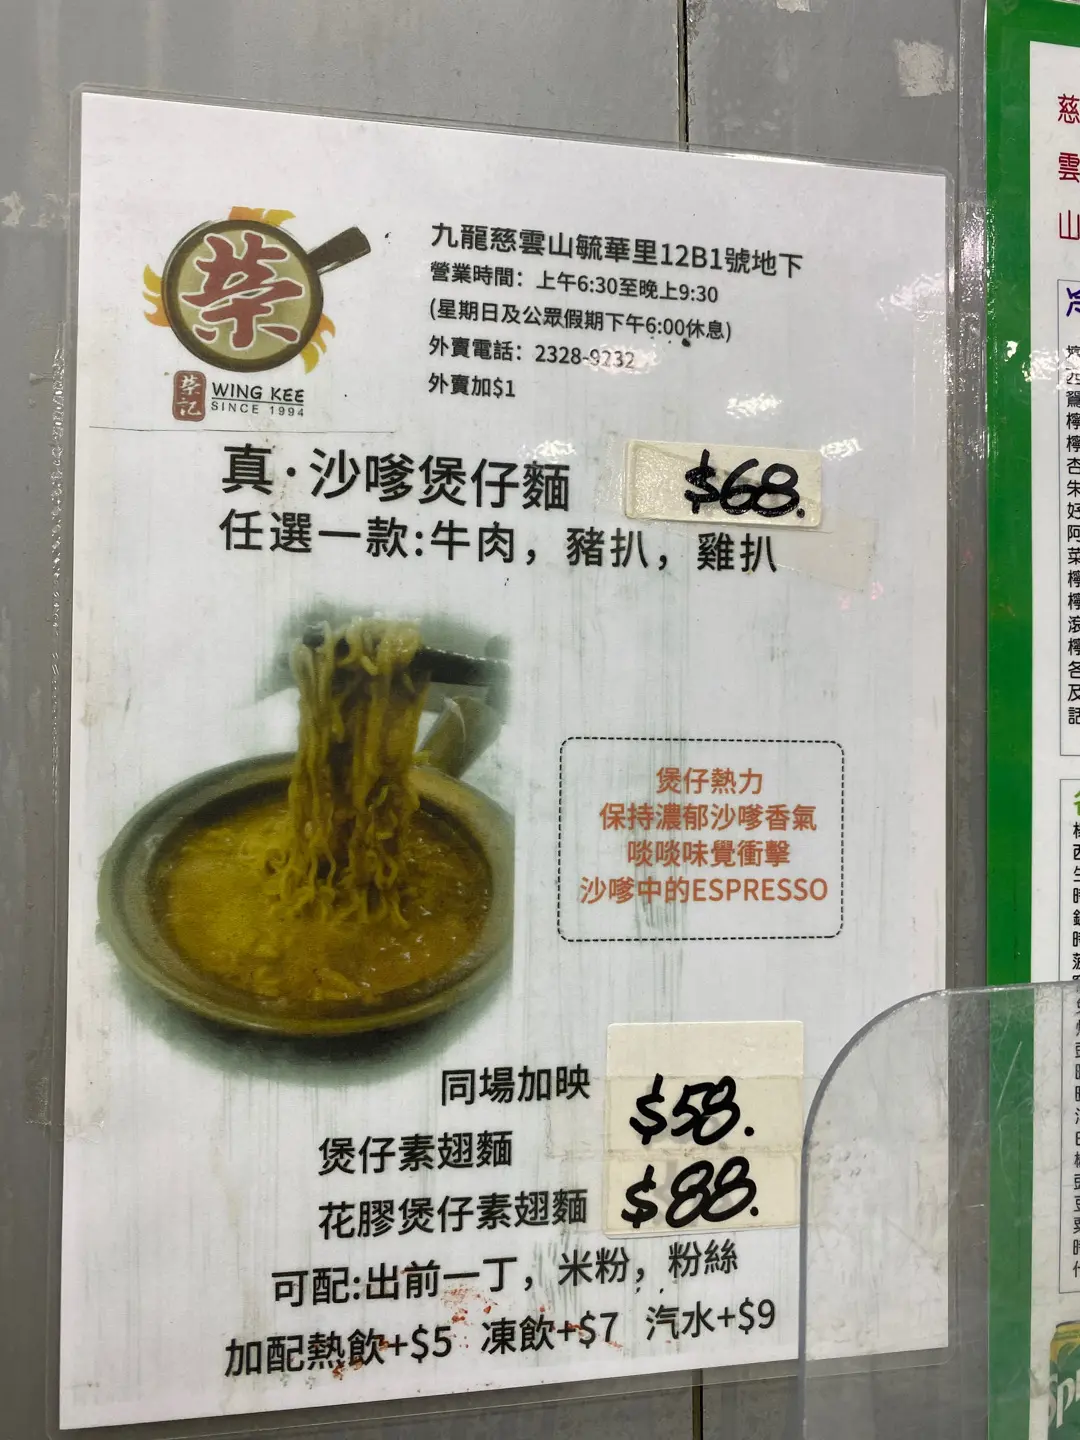 榮
榮記
WING KEE
SINCE 1994
九龍慈雲山毓華里12B1號地下
營業時間：上午6:30至晚上9:30
(星期日及公眾假期下午6:00休息)
外賣電話：2328-9232
外賣加$1
真·沙嗲煲仔麵 $68.
任選一款:牛肉，豬扒，雞扒
煲仔熱力
保持濃郁沙嗲香氣
啖啖味覺衝擊
沙嗲中的ESPRESSO
同場加映
煲仔素翅麵 $58.
花膠煲仔素翅麵 $88.
可配:出前一丁，米粉，粉絲
加配熱飲+$5 凍飲+$7 汽水+$9
慈
雲
山